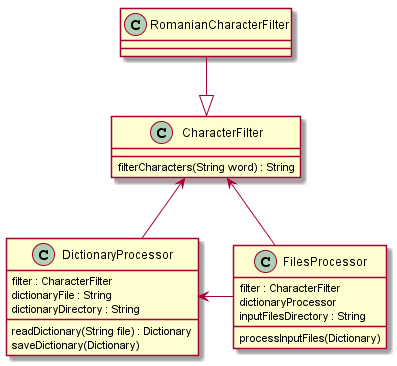 C RomanianCharacterFilter
C CharacterFilter
filterCharacters(String word) : String
C DictionaryProcessor
filter : CharacterFilter
dictionaryFile : String
dictionaryDirectory : String
readDictionary(String file) : Dictionary
saveDictionary(Dictionary)
C FilesProcessor
filter : CharacterFilter
dictionaryProcessor
inputFilesDirectory : String
processInputFiles(Dictionary)